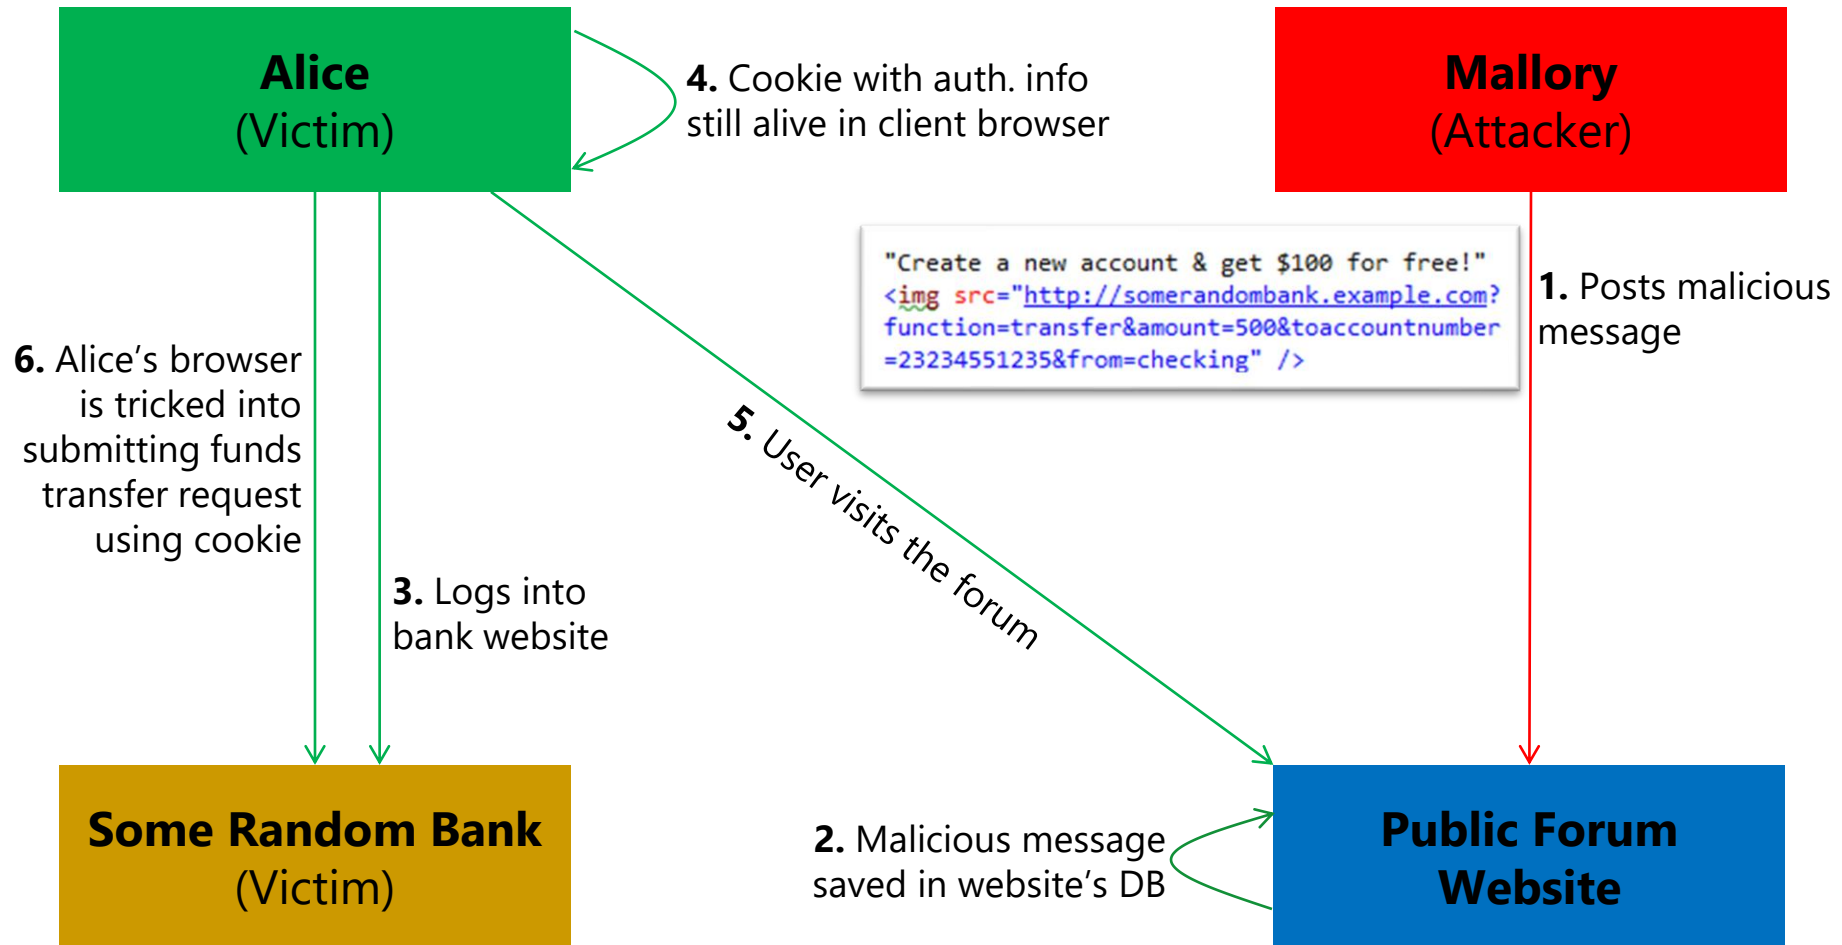 Alice
(Victim)
4. Cookie with auth. info
still alive in client browser
Mallory
(Attacker)
"Create a new account & get $100 for free!"
<img src="http://somerandombank.example.com?
function=transfer&amount=500&toaccountnumber
=23234551235&from=checking" />
1. Posts malicious
message
6. Alice’s browser
is tricked into
submitting funds
transfer request
using cookie
5. User visits the forum
3. Logs into
bank website
Some Random Bank
(Victim)
2. Malicious message
saved in website’s DB
Public Forum
Website